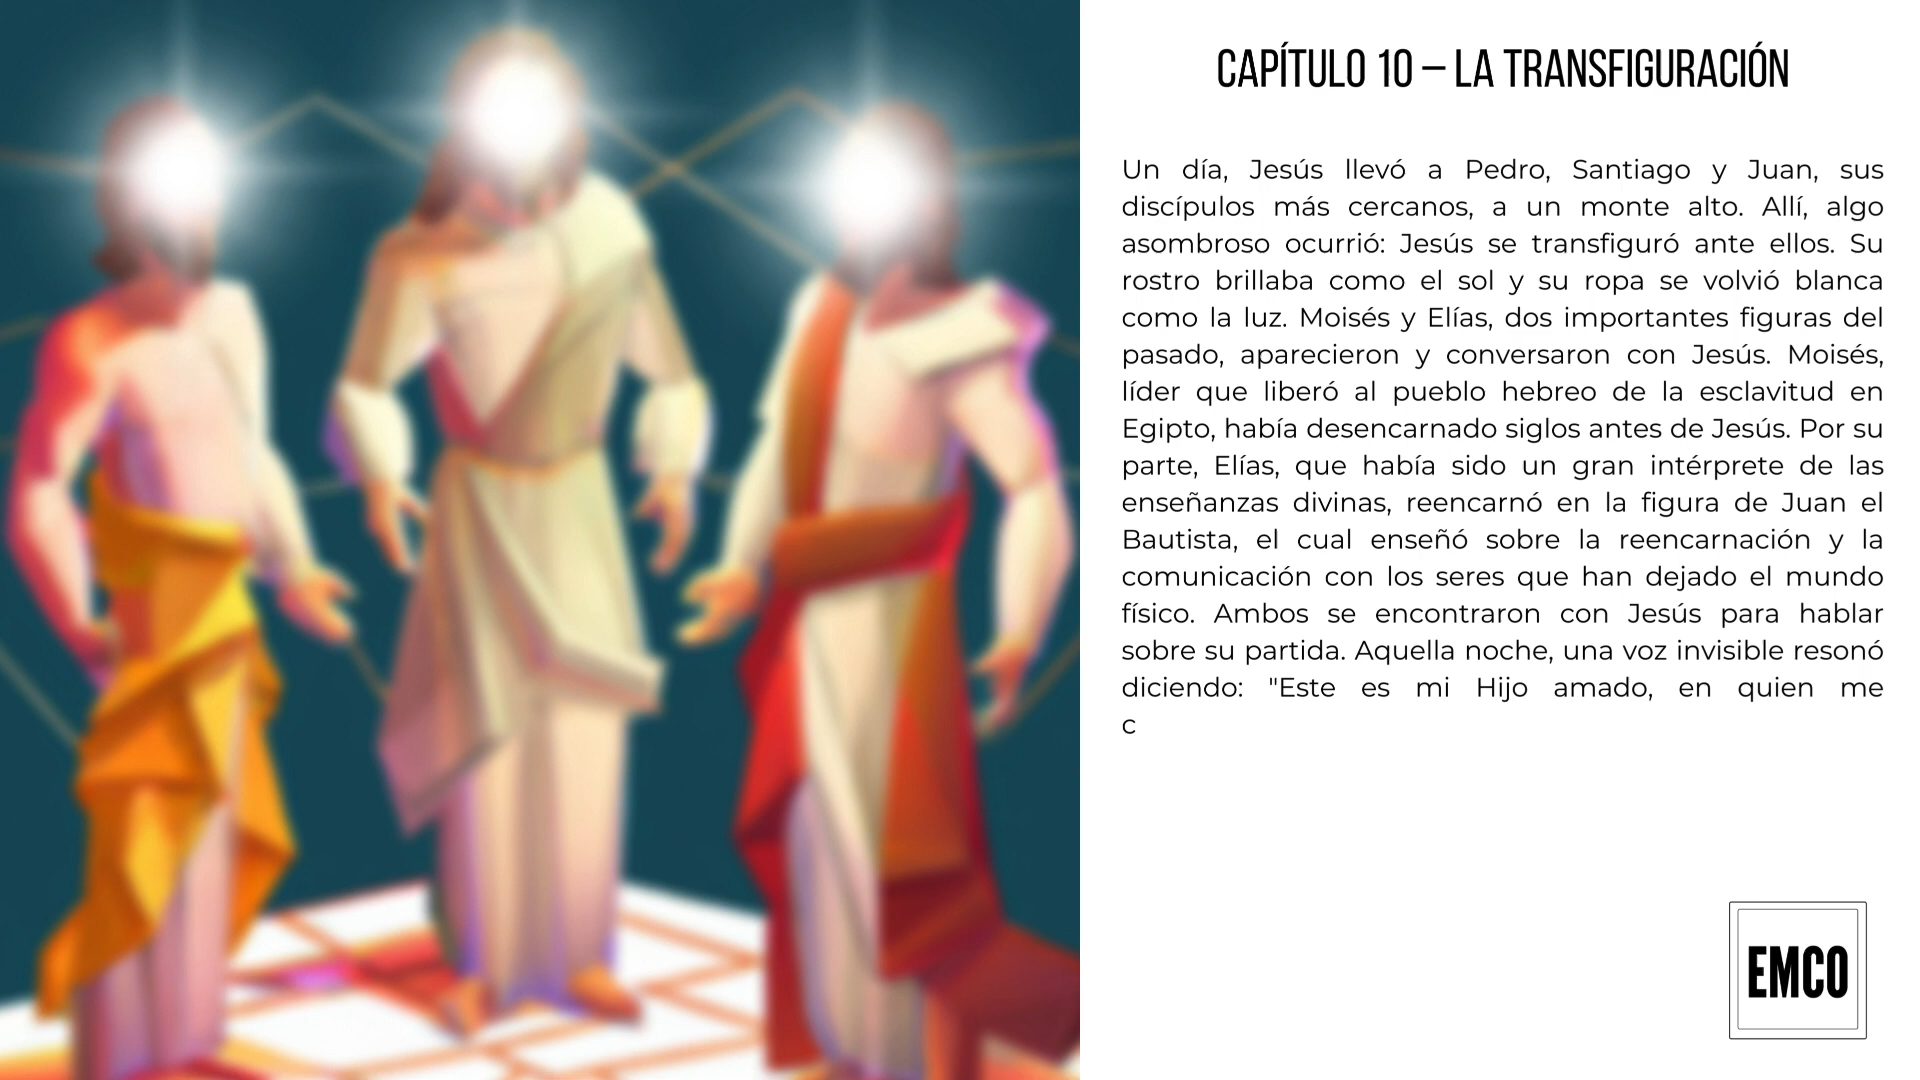 CAPÍTULO 10 – LA TRANSFIGURACIÓN
Un día, Jesús llevó a Pedro, Santiago y Juan, sus
discípulos más cercanos, a un monte alto. Allí, algo
asombroso ocurrió: Jesús se transfiguró ante ellos. Su
rostro brillaba como el sol y su ropa se volvió blanca
como la luz. Moisés y Elías, dos importantes figuras del
pasado, aparecieron y conversaron con Jesús. Moisés,
líder que liberó al pueblo hebreo de la esclavitud en
Egipto, había desencarnado siglos antes de Jesús. Por su
parte, Elías, que había sido un gran intérprete de las
enseñanzas divinas, reencarnó en la figura de Juan el
Bautista, el cual enseñó sobre la reencarnación y la
comunicación con los seres que han dejado el mundo
físico. Ambos se encontraron con Jesús para hablar
sobre su partida. Aquella noche, una voz invisible resonó
diciendo: "Este es mi Hijo amado, en quien me
c
EMCO